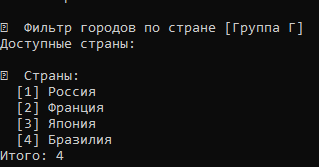 Фильтр городов по стране [Группа Г]
Доступные страны:
Страны:
[1] Россия
[2] Франция
[3] Япония
[4] Бразилия
Итого: 4